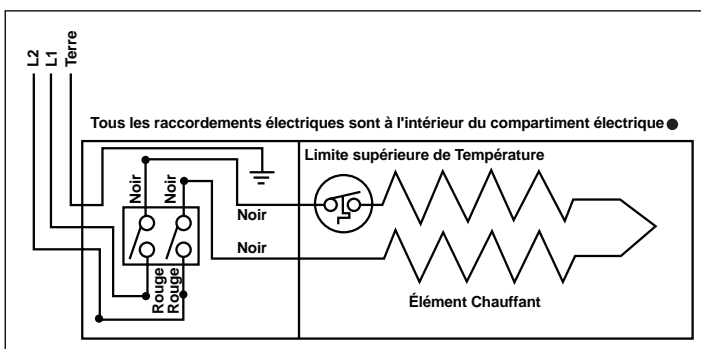 L2
L1
Terre
Tous les raccordements électriques sont à l'intérieur du compartiment électrique
Limite supérieure de Température
Noir
Noir
Noir
Noir
Rouge
Rouge
Élément Chauffant